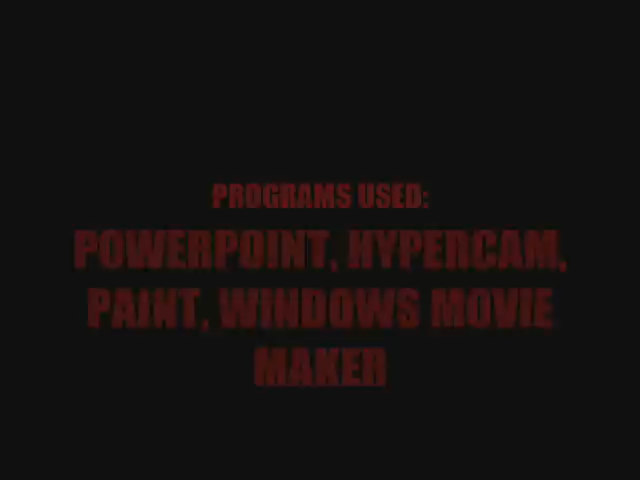 PROGRAMS USED:
POWERPOINT, HYPERCAM,
PAINT, WINDOWS MOVIE
MAKER